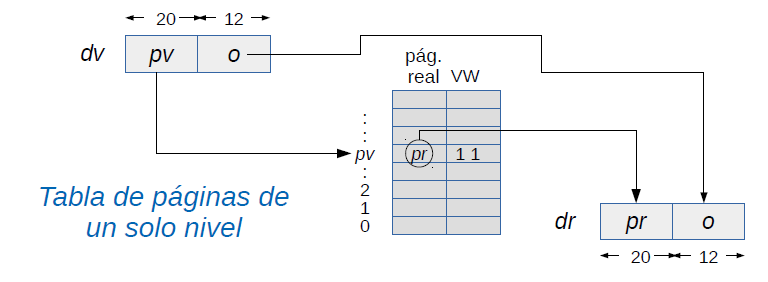 20 12
dv pv o
pág.
real VW
:
:
pv pr 1 1
:
2
1
0
Tabla de páginas de
un solo nivel
dr pr o
20 12